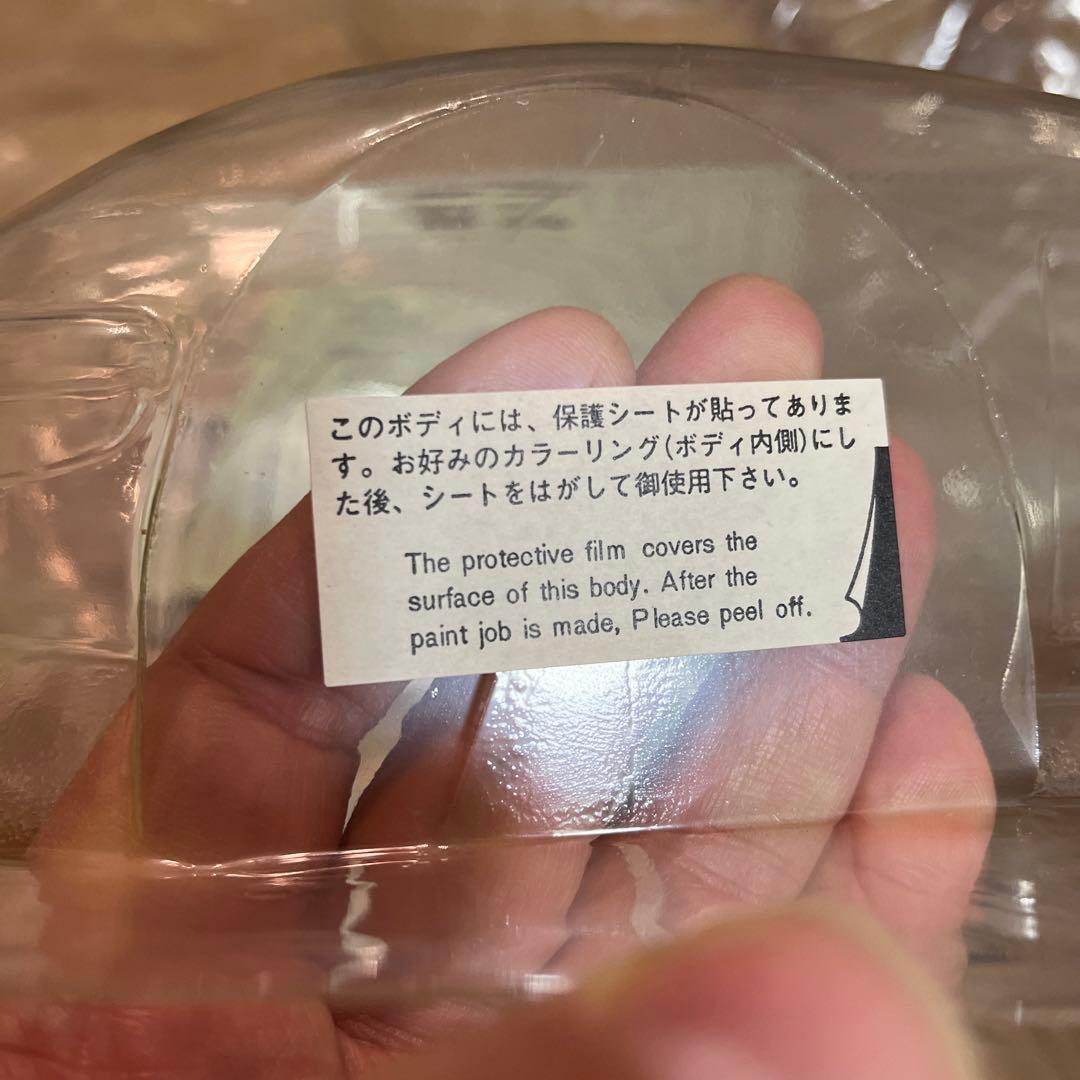 このボディには、保護シートが貼ってありま
す。お好みのカラーリング(ボディ内側)にし
た後、シートをはがして御使用下さい。
The protective film covers the
surface of this body. After the
paint job is made, Please peel off.